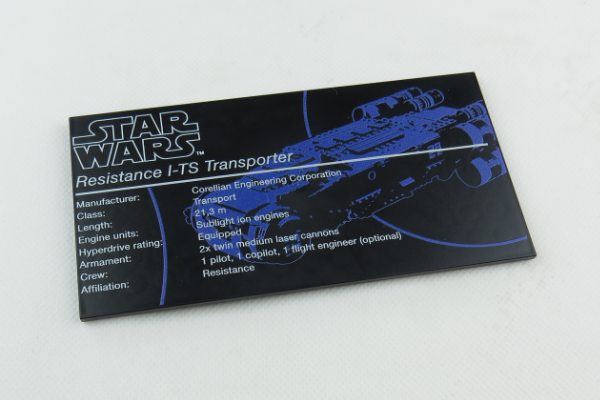 STAR
WARS™
Resistance I-TS Transporter
Manufacturer: Corellian Engineering Corporation
Class: Transport
Length: 21,3 m
Engine units: Sublight ion engines
Hyperdrive rating: Equipped
Armament: 2x twin medium laser cannons
Crew: 1 pilot, 1 copilot, 1 flight engineer (optional)
Affiliation: Resistance